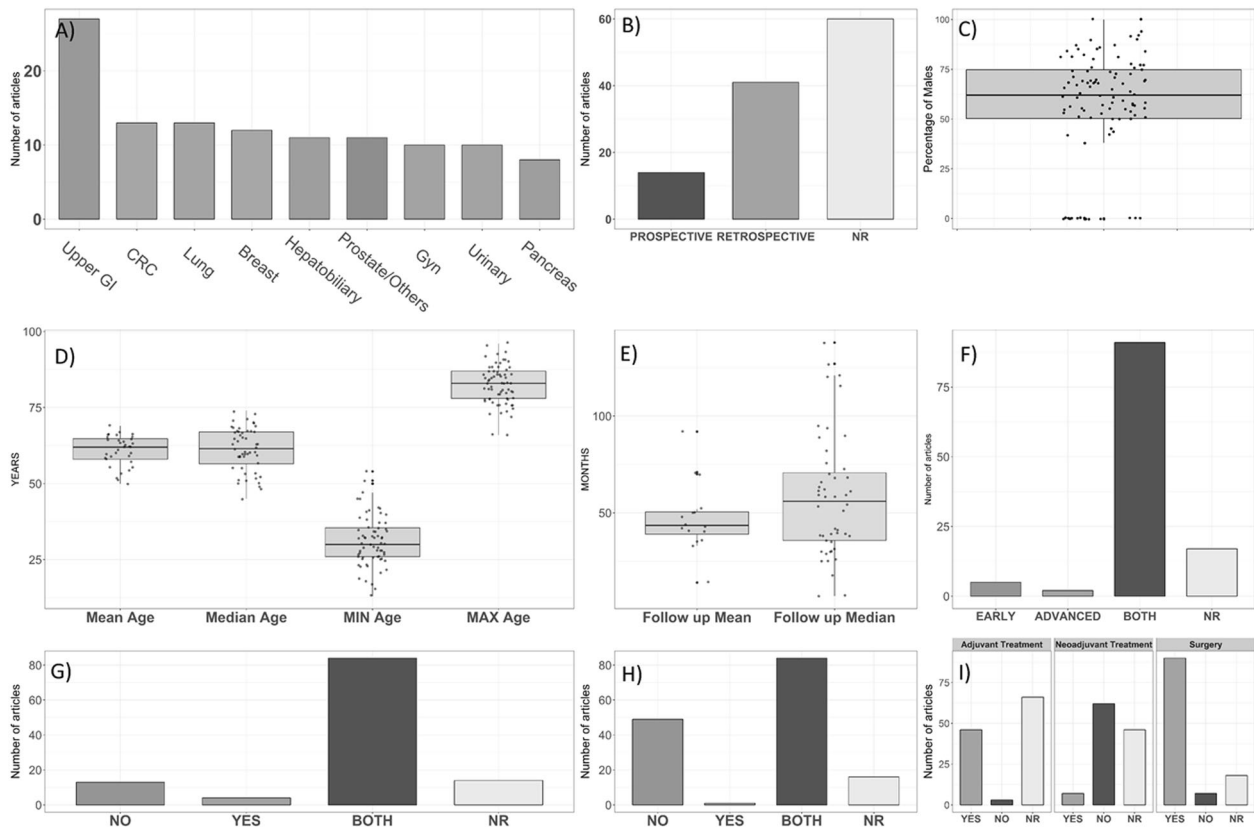 A)
Number of articles
20
10
0
Upper GI
CRC
Lung
Breast
Hepatobiliary
Prostate/Others
Gyn
Urinary
Pancreas
B)
Number of articles
60
40
20
0
PROSPECTIVE
RETROSPECTIVE
NR
C)
Percentage of Males
100
75
50
25
0
D)
YEARS
100
75
50
25
Mean Age
Median Age
MIN Age
MAX Age
E)
MONTHS
100
50
Follow up Mean
Follow up Median
F)
Number of articles
75
50
25
0
EARLY
ADVANCED
BOTH
NR
G)
Number of articles
80
60
40
20
0
NO
YES
BOTH
NR
H)
Number of articles
80
60
40
20
0
NO
YES
BOTH
NR
I)
Number of articles
75
50
25
0
Adjuvant Treatment
Neoadjuvant Treatment
Surgery
YES NO NR
YES NO NR
YES NO NR